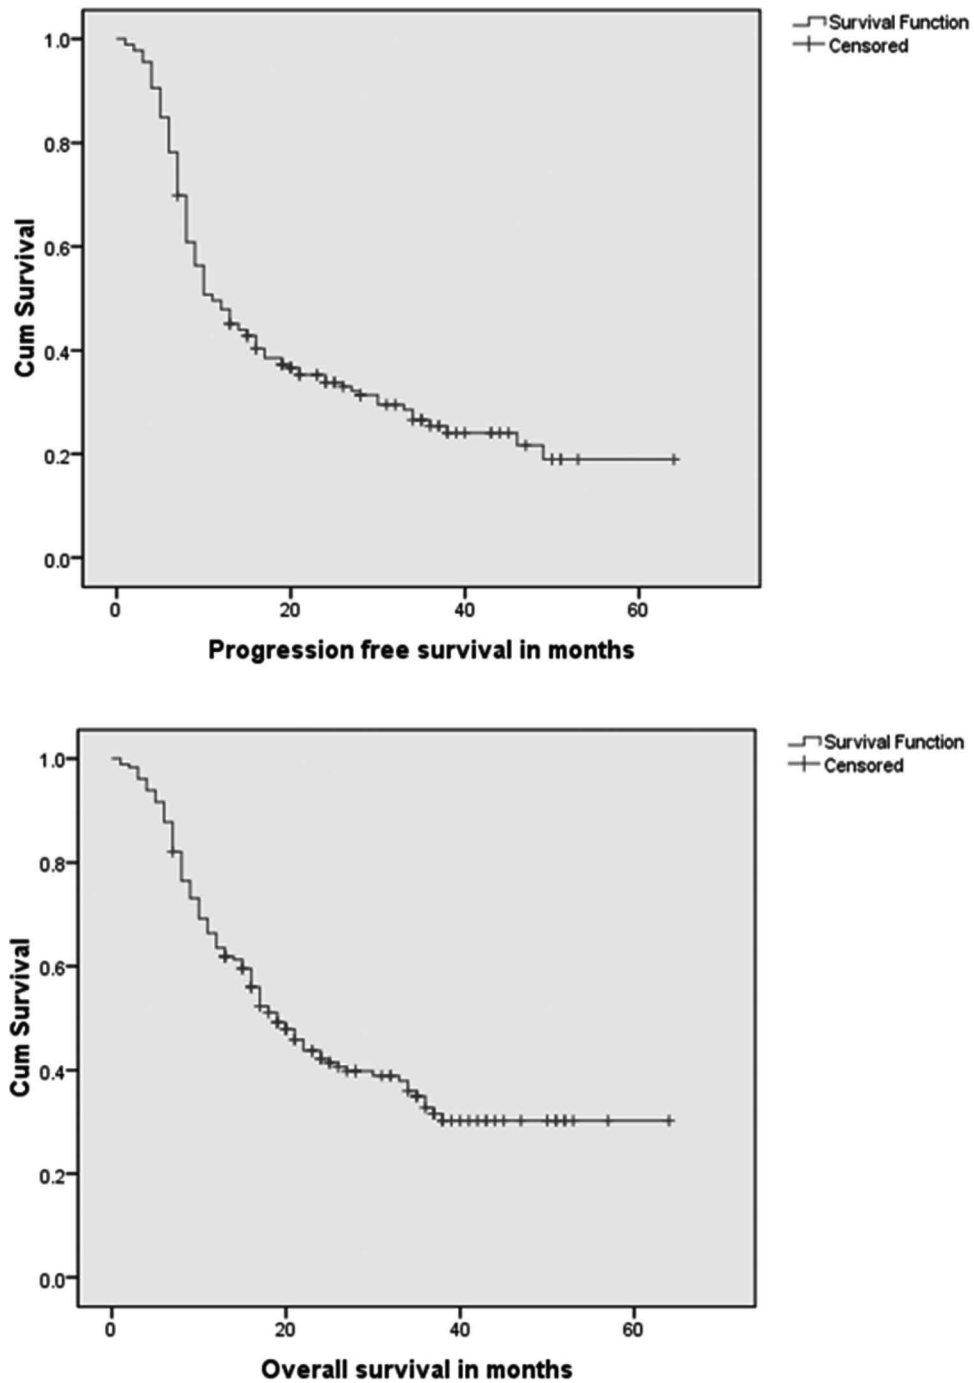 Survival Function
Censored
1.0
0.8
0.6
0.4
0.2
0.0
Cum Survival
0 20 40 60
Progression free survival in months
Survival Function
Censored
1.0
0.8
0.6
0.4
0.2
0.0
Cum Survival
0 20 40 60
Overall survival in months